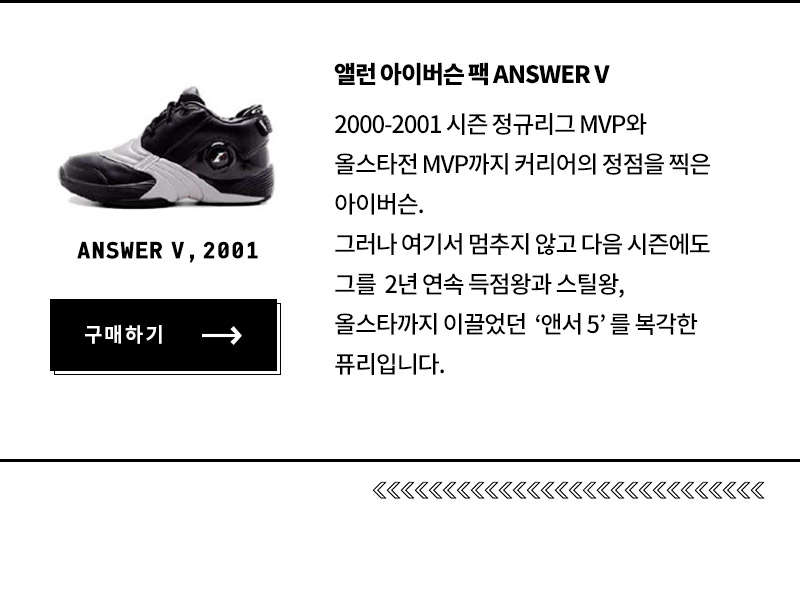 앨런 아이버슨 팩 ANSWER V
2000-2001 시즌 정규리그 MVP와
올스타전 MVP까지 커리어의 정점을 찍은
아이버슨.
그러나 여기서 멈추지 않고 다음 시즌에도
그를 2년 연속 득점왕과 스틸왕,
올스타까지 이끌었던 ‘앤서 5’ 를 복각한
퓨리입니다.
ANSWER V, 2001
구매하기